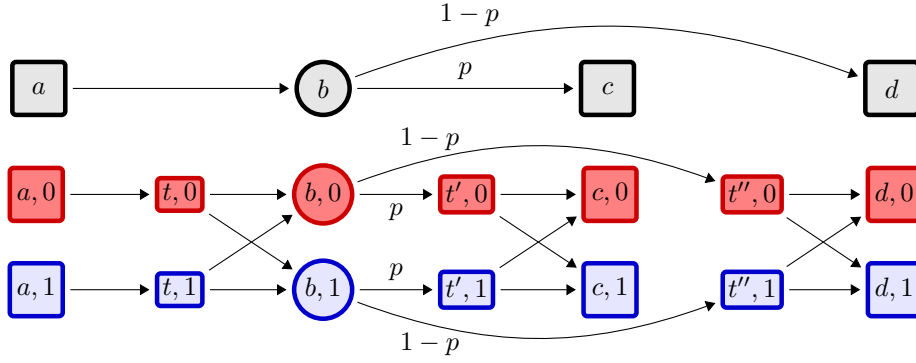 1 − p
a
b
p
c
d
1 − p
a, 0
t, 0
b, 0
p
t′, 0
c, 0
t′′, 0
d, 0
a, 1
t, 1
b, 1
p
t′, 1
c, 1
t′′, 1
d, 1
1 − p